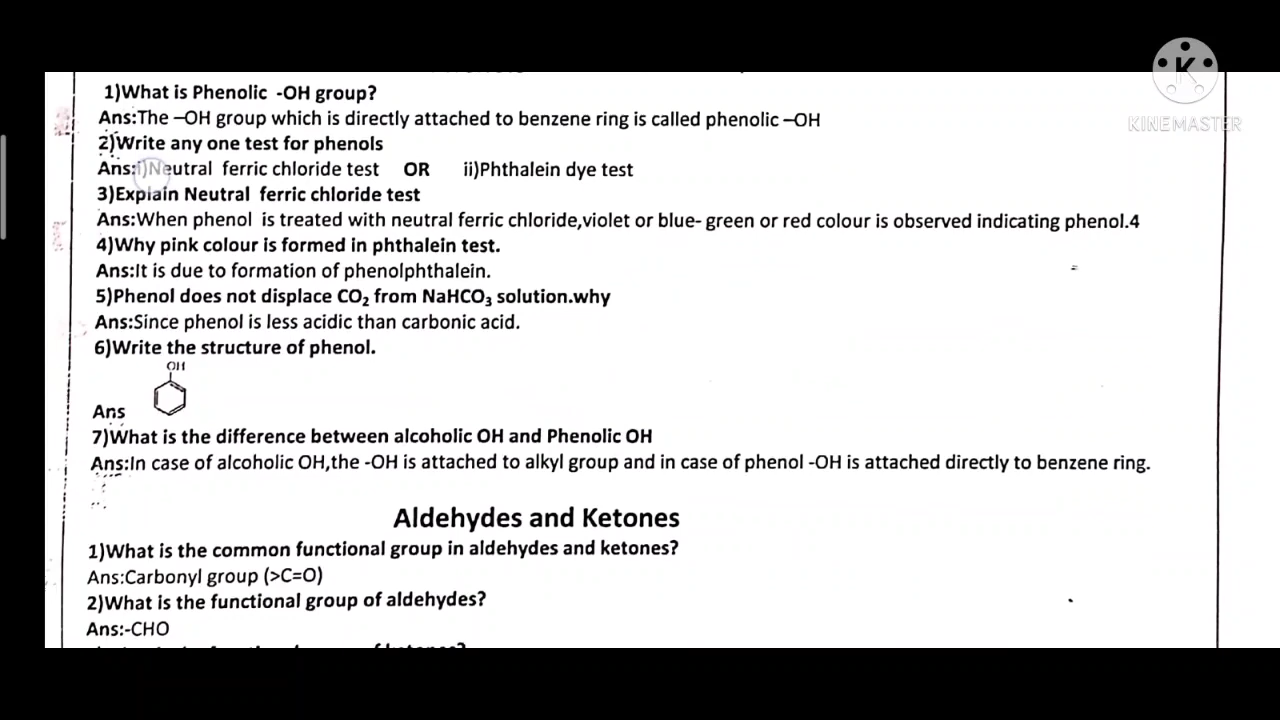 KINEMASTER
1)What is Phenolic -OH group?
Ans:The –OH group which is directly attached to benzene ring is called phenolic –OH
2)Write any one test for phenols
Ans:i)Neutral ferric chloride test OR ii)Phthalein dye test
3)Explain Neutral ferric chloride test
Ans:When phenol is treated with neutral ferric chloride,violet or blue- green or red colour is observed indicating phenol.4
4)Why pink colour is formed in phthalein test.
Ans:It is due to formation of phenolphthalein.
5)Phenol does not displace CO₂ from NaHCO₃ solution.why
Ans:Since phenol is less acidic than carbonic acid.
6)Write the structure of phenol.
OH
Ans
7)What is the difference between alcoholic OH and Phenolic OH
Ans:In case of alcoholic OH,the -OH is attached to alkyl group and in case of phenol -OH is attached directly to benzene ring.
Aldehydes and Ketones
1)What is the common functional group in aldehydes and ketones?
Ans:Carbonyl group (>C=O)
2)What is the functional group of aldehydes?
Ans:-CHO